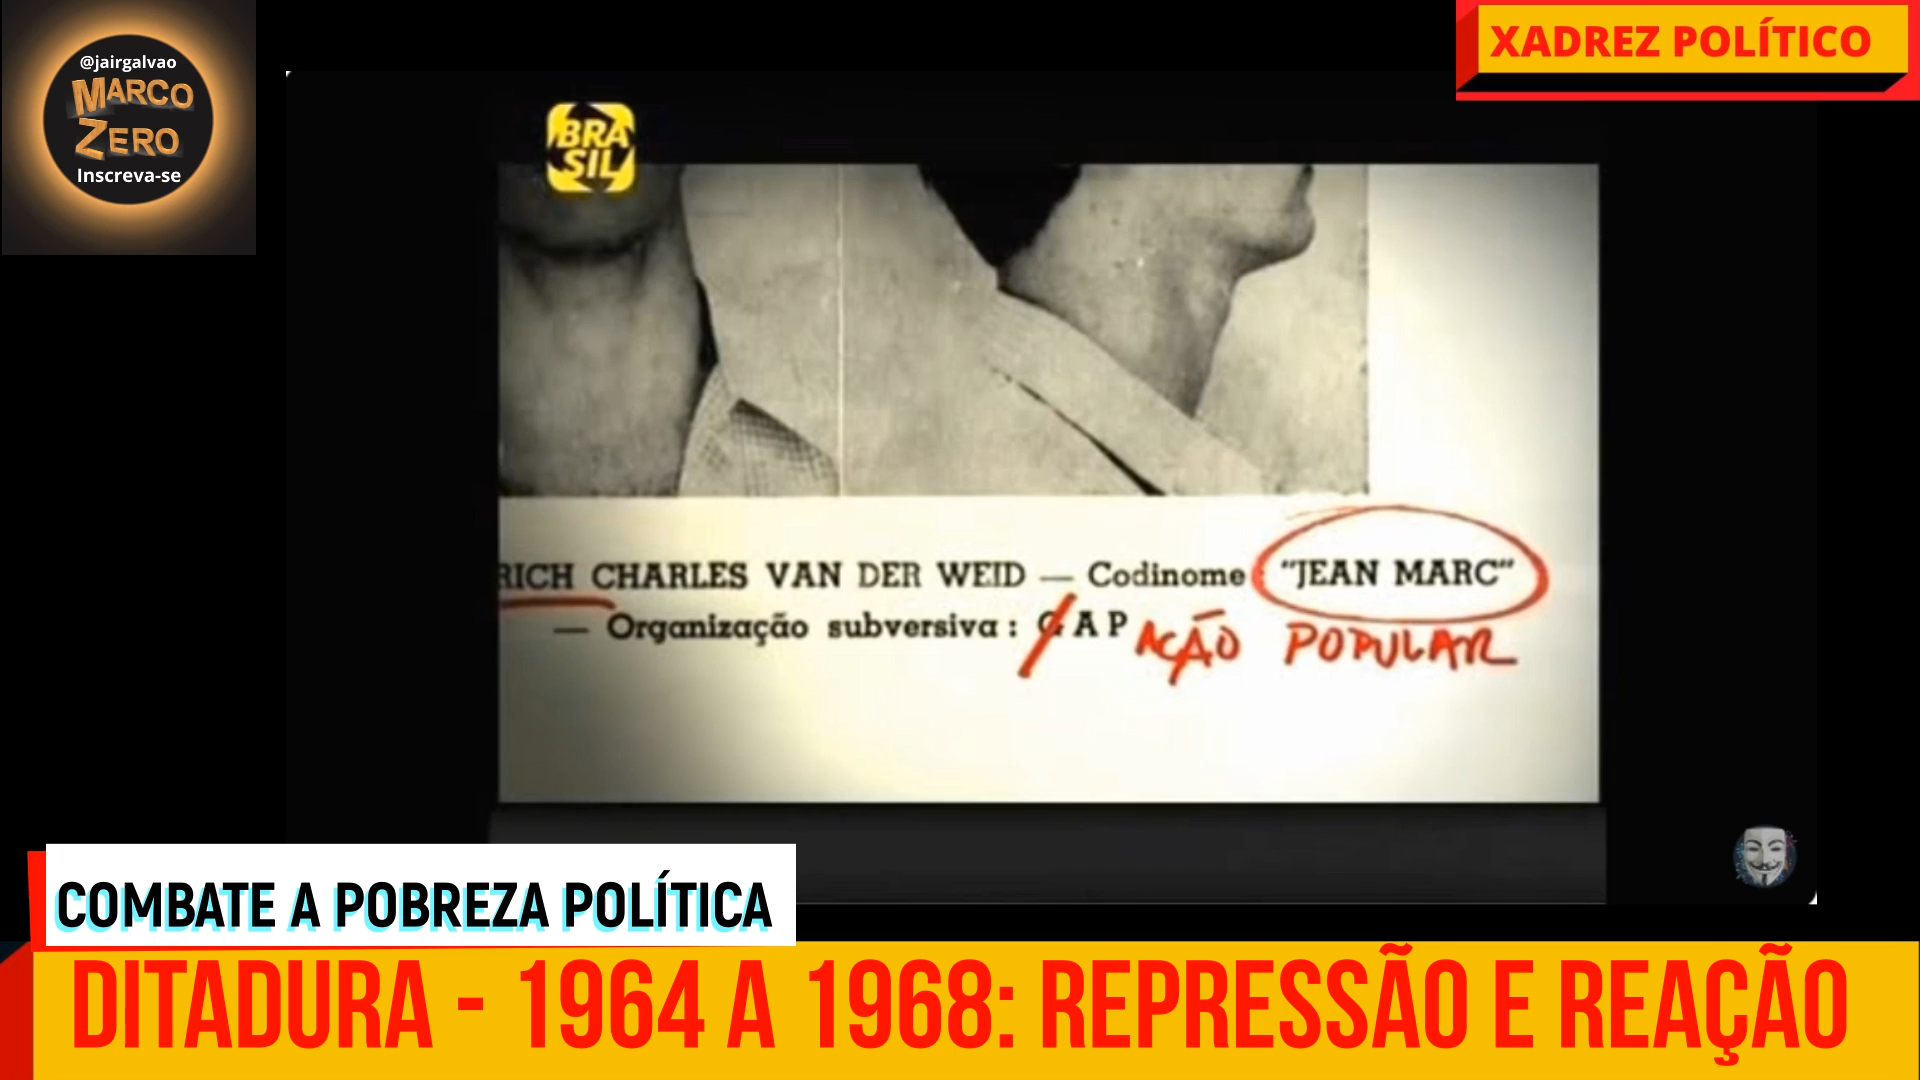 @jairgalvao
MARCO
ZERO
Inscreva-se
XADREZ POLÍTICO
BRA
SIL
RICH CHARLES VAN DER WEID — Codinome "JEAN MARC"
— Organização subversiva: G A P AÇÃO POPULAR
COMBATE A POBREZA POLÍTICA
DITADURA - 1964 A 1968: REPRESSÃO E REAÇÃO